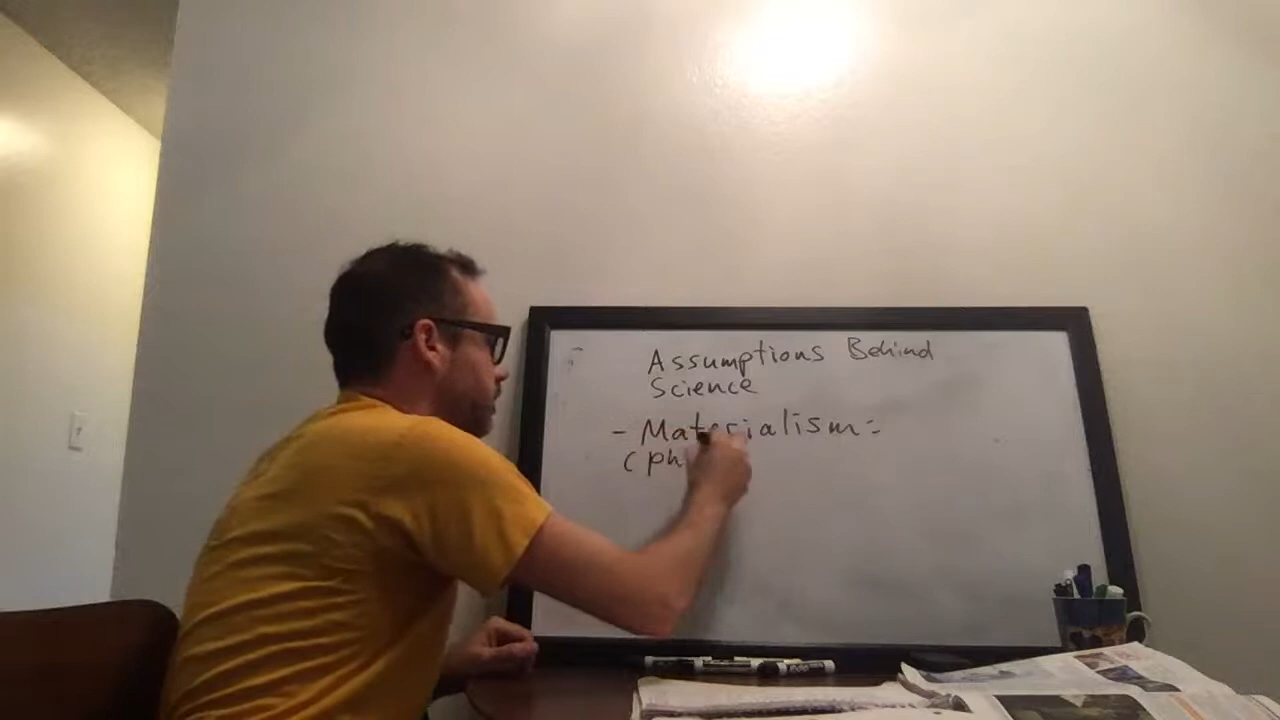 Assumptions Behind
Science
- Materialism:
(ph